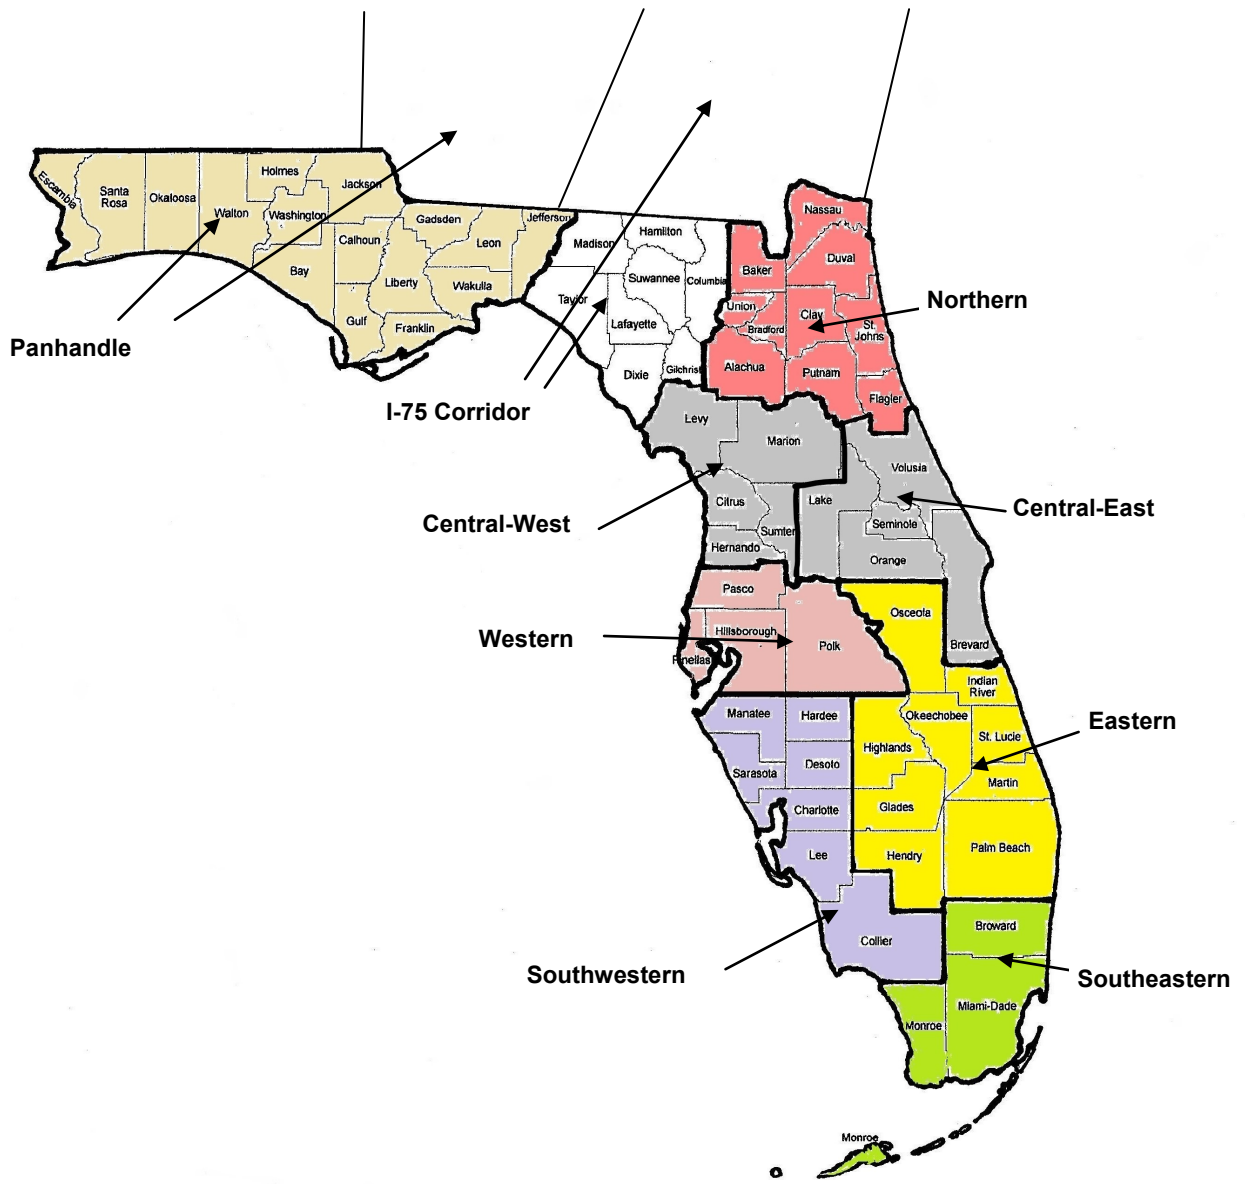 Escambia
Santa
Rosa
Okaloosa
Walton
Holmes
Washington
Jackson
Bay
Calhoun
Gulf
Liberty
Franklin
Gadsden
Leon
Wakulla
Jefferson
Panhandle
Madison
Hamilton
Taylor
Suwannee
Columbia
Lafayette
Dixie
Gilchrist
I-75 Corridor
Nassau
Baker
Duval
Union
Bradford
Clay
St.
Johns
Alachua
Putnam
Flagler
Northern
Levy
Marion
Citrus
Sumter
Hernando
Central-West
Volusia
Lake
Seminole
Orange
Brevard
Central-East
Pasco
Hillsborough
Pinellas
Polk
Western
Osceola
Indian
River
Okeechobee
St. Lucie
Highlands
Martin
Glades
Hendry
Palm Beach
Eastern
Manatee
Hardee
Sarasota
Desoto
Charlotte
Lee
Collier
Southwestern
Broward
Miami-Dade
Monroe
Southeastern
Monroe